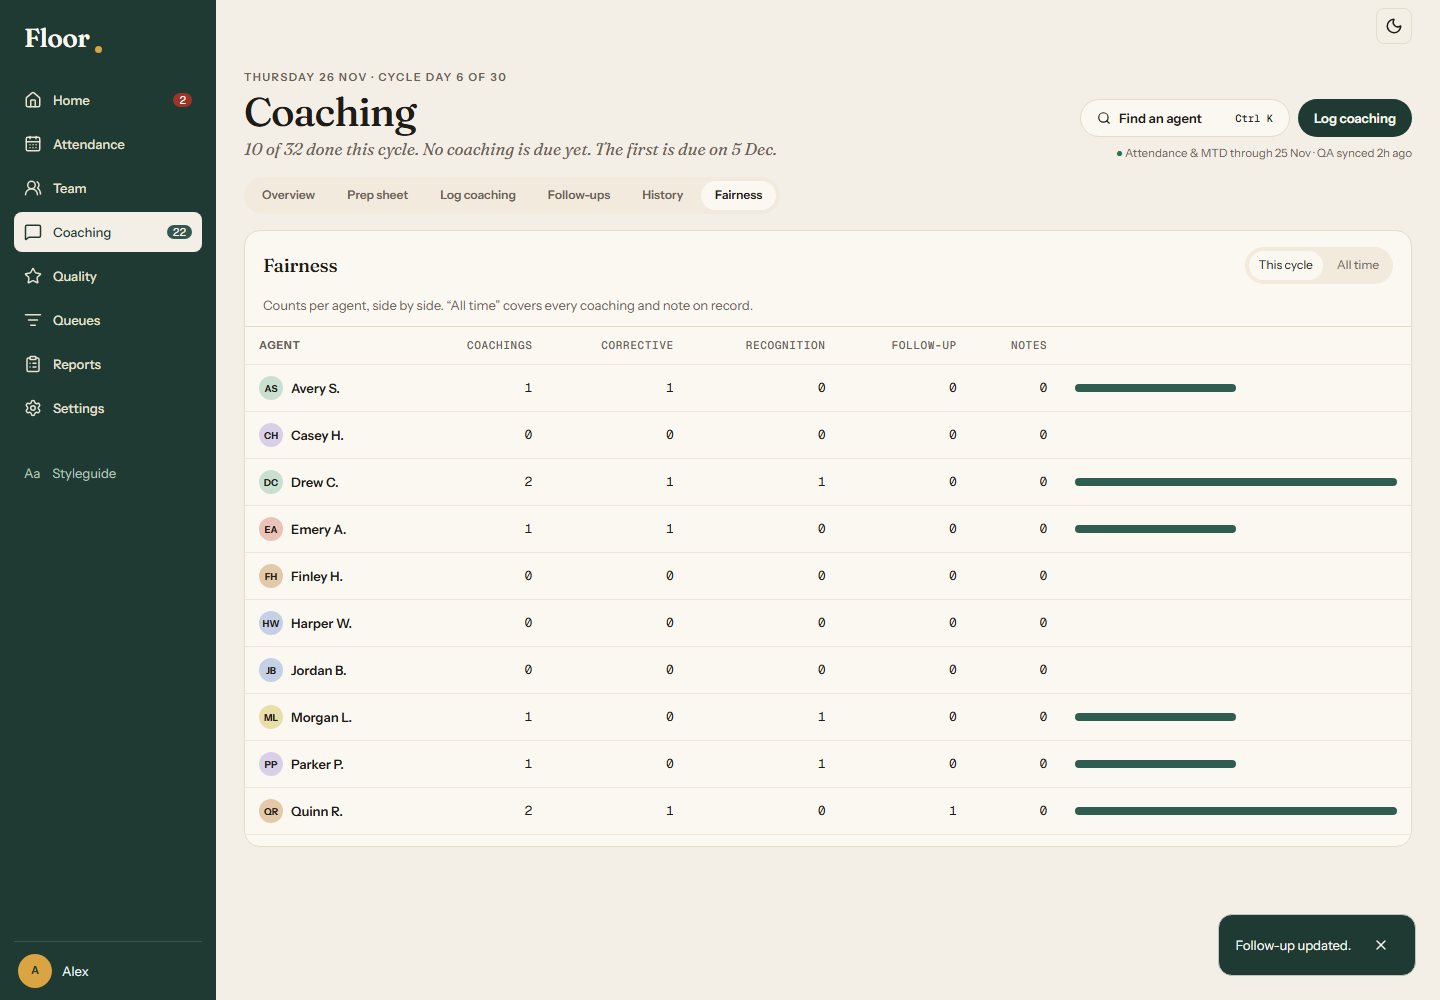 Floor.
Home 2
Attendance
Team
Coaching 22
Quality
Queues
Reports
Settings
Aa Styleguide
A Alex
THURSDAY 26 NOV · CYCLE DAY 6 OF 30
Coaching
10 of 32 done this cycle. No coaching is due yet. The first is due on 5 Dec.
Find an agent Ctrl K
Log coaching
Attendance & MTD through 25 Nov · QA synced 2h ago
Overview Prep sheet Log coaching Follow-ups History Fairness
Fairness
This cycle All time
Counts per agent, side by side. “All time” covers every coaching and note on record.
AGENT COACHINGS CORRECTIVE RECOGNITION FOLLOW-UP NOTES
AS Avery S. 1 1 0 0 0
CH Casey H. 0 0 0 0 0
DC Drew C. 2 1 1 0 0
EA Emery A. 1 1 0 0 0
FH Finley H. 0 0 0 0 0
HW Harper W. 0 0 0 0 0
JB Jordan B. 0 0 0 0 0
ML Morgan L. 1 0 1 0 0
PP Parker P. 1 0 1 0 0
QR Quinn R. 2 1 0 1 0
Follow-up updated.